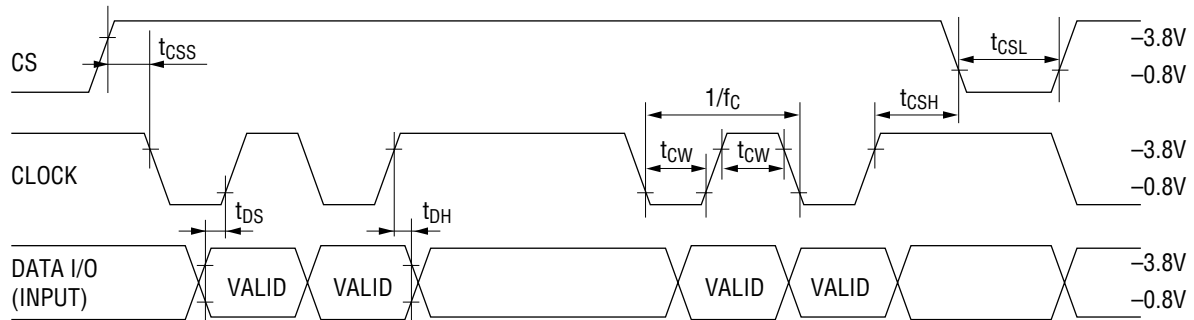 CS
tCSS
tCSL
–3.8V
–0.8V
1/fC
tCSH
CLOCK
tCW
tCW
–3.8V
–0.8V
tDS
tDH
DATA I/O
(INPUT)
VALID
VALID
VALID
VALID
–3.8V
–0.8V